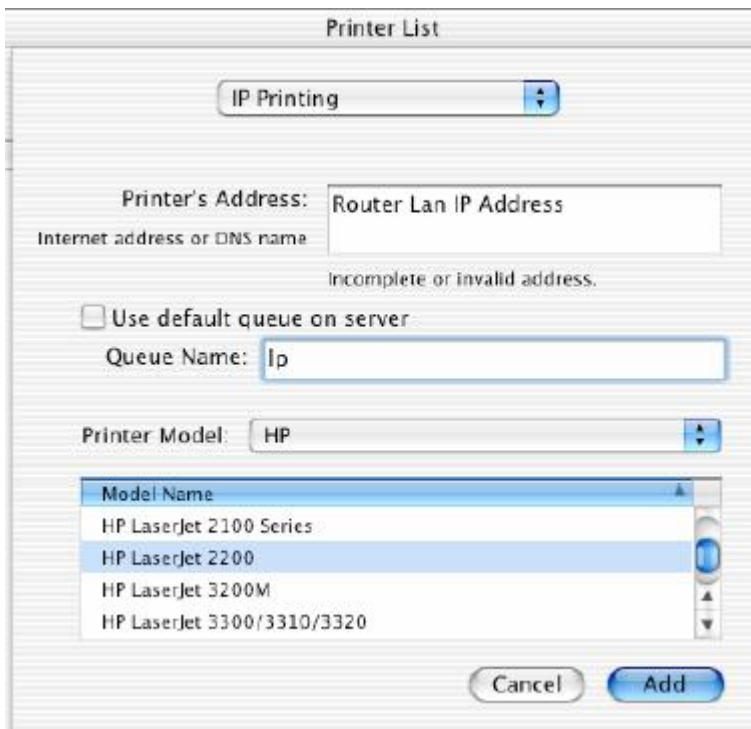 Printer List
IP Printing
Printer's Address:
Router Lan IP Address
Internet address or DNS name
Incomplete or invalid address.
Use default queue on server
Queue Name: lp
Printer Model: HP
Model Name
HP LaserJet 2100 Series
HP LaserJet 2200
HP LaserJet 3200M
HP LaserJet 3300/3310/3320
Cancel
Add